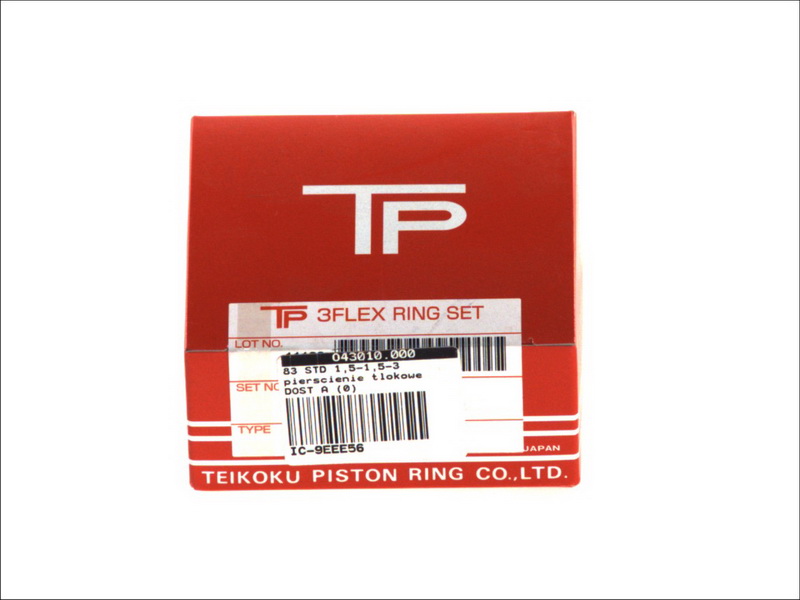 TP
TP 3FLEX RING SET
LOT NO.
043010.000
83 STD 1,5-1,5-3
pierscienie tlokowe
SET NO
DOST A (0)
TYPE
IC-9EEE56
JAPAN
TEIKOKU PISTON RING CO.,LTD.